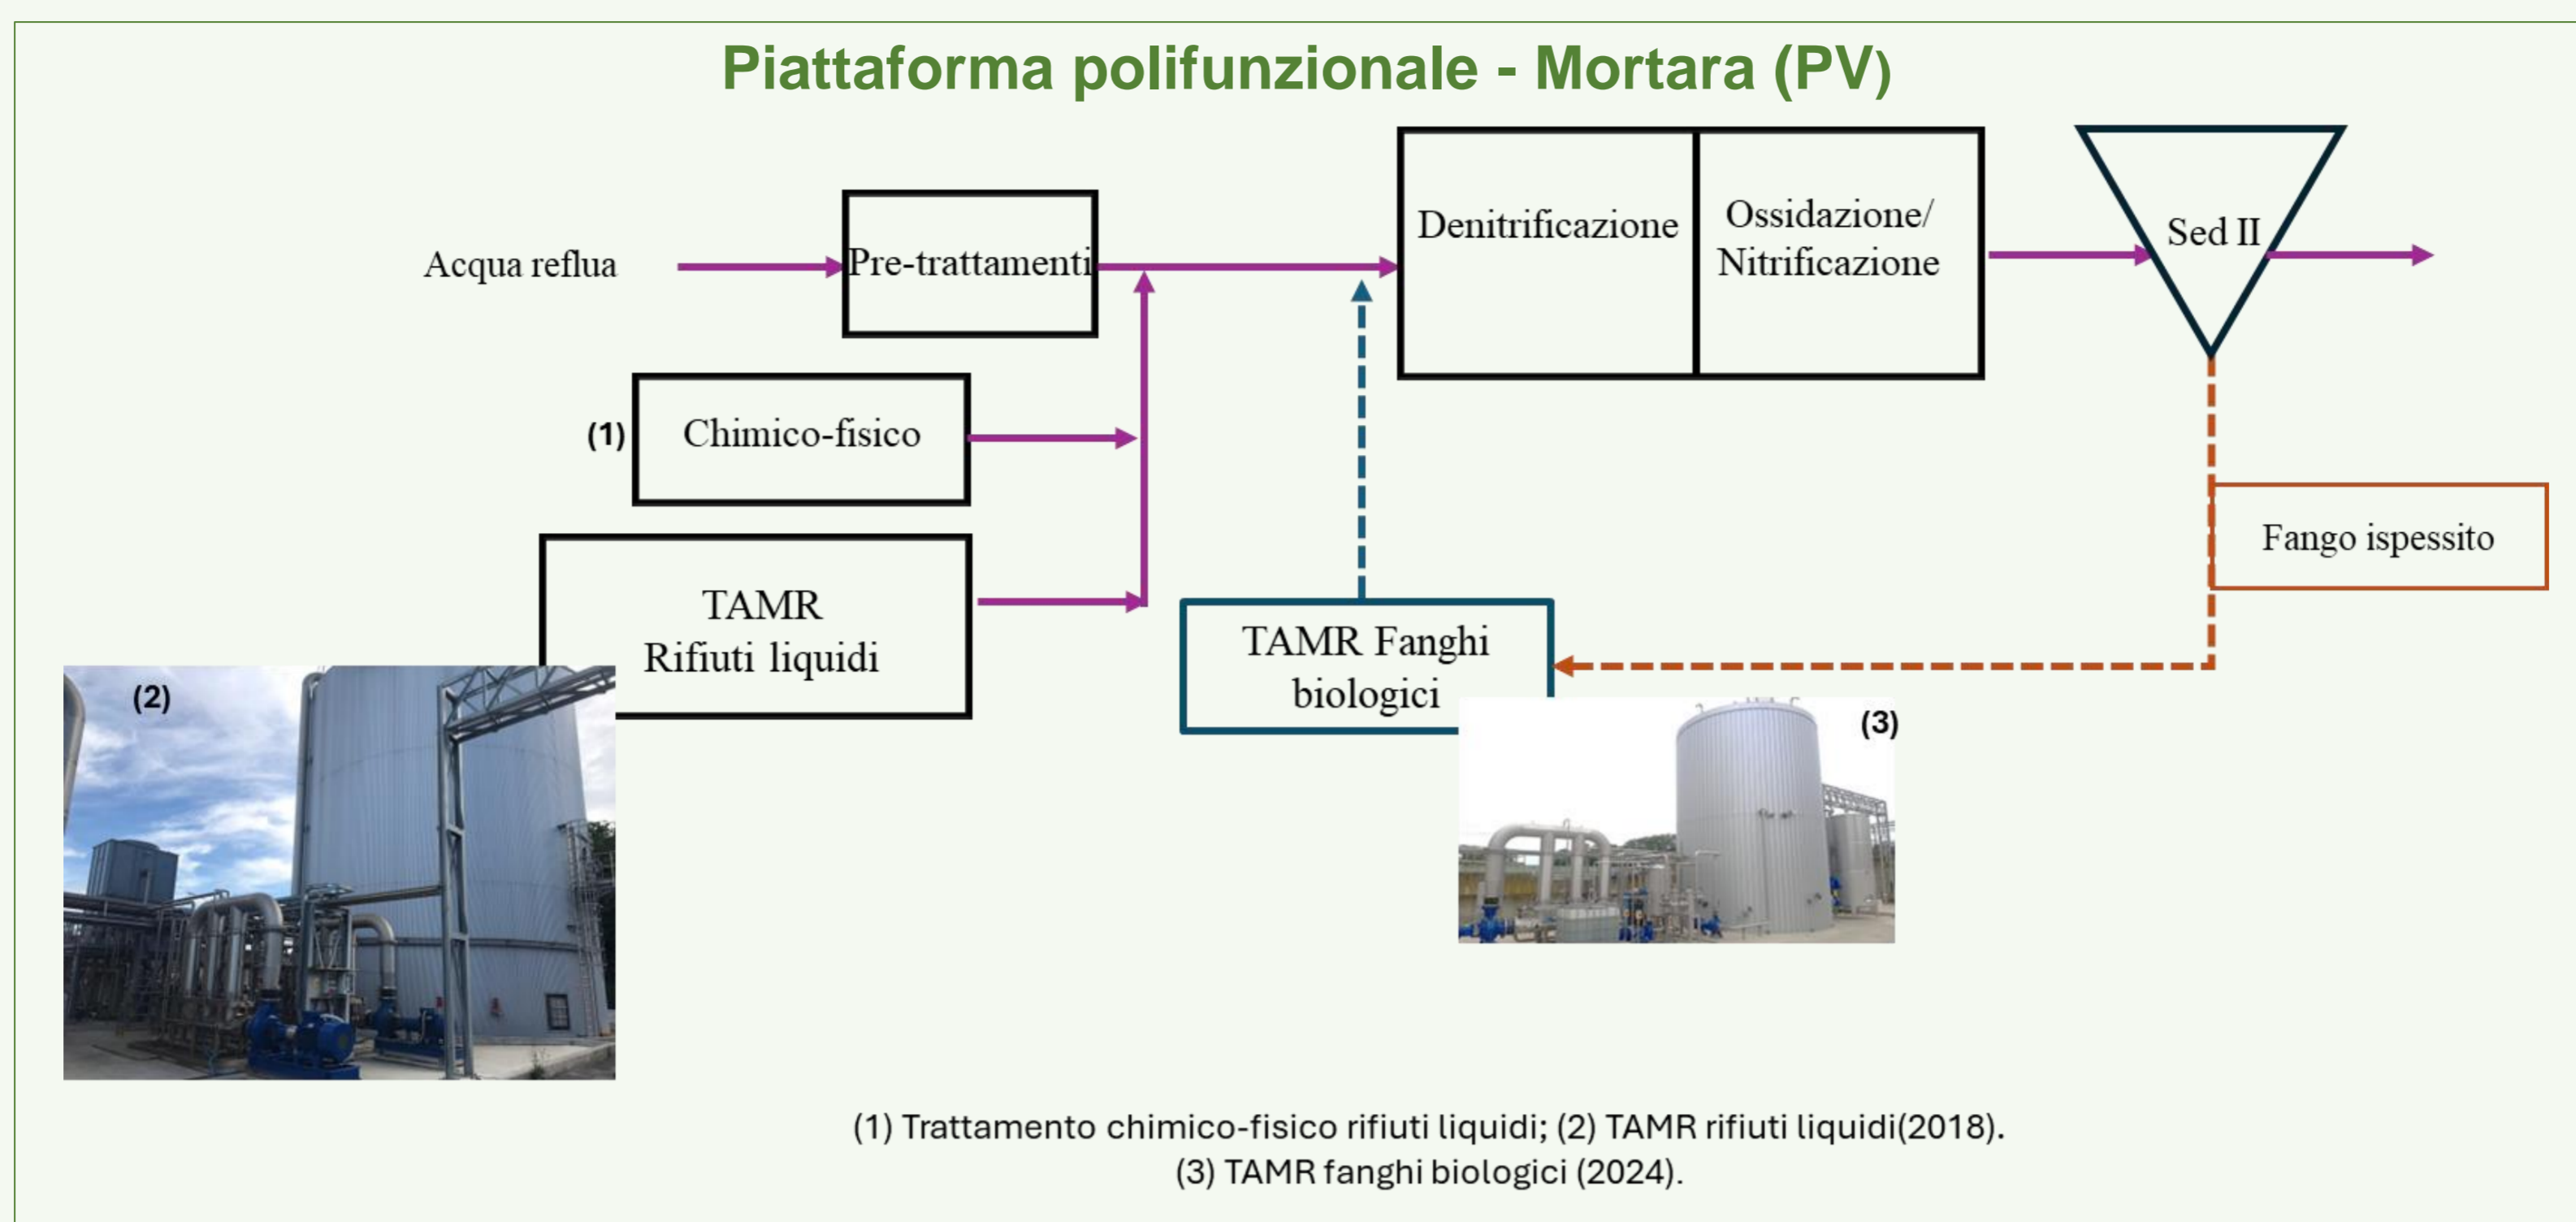 Piattaforma polifunzionale - Mortara (PV)
Acqua reflua
Pre-trattamenti
Denitrificazione
Ossidazione/
Nitrificazione
Sed II
(1)
Chimico-fisico
Fango ispessito
TAMR
Rifiuti liquidi
TAMR Fanghi
biologici
(2)
(3)
(1) Trattamento chimico-fisico rifiuti liquidi; (2) TAMR rifiuti liquidi(2018).
(3) TAMR fanghi biologici (2024).